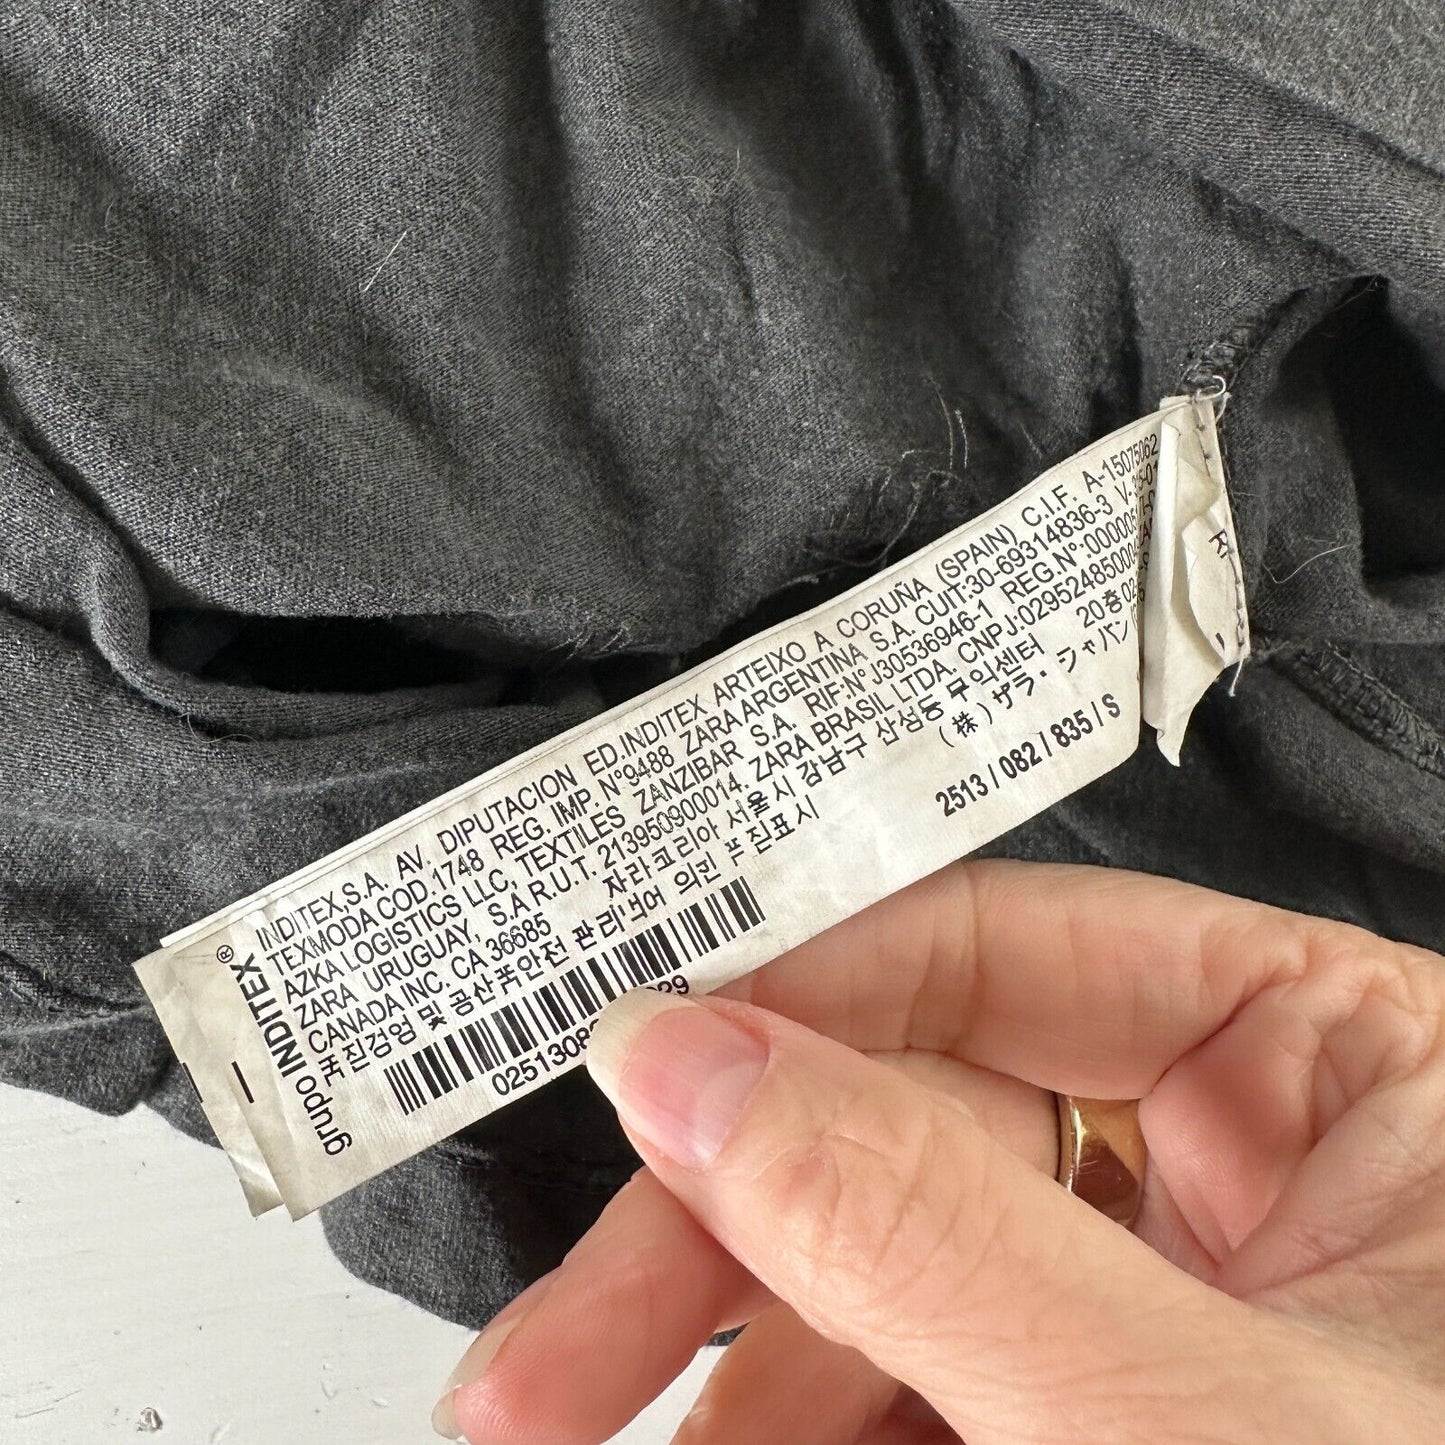 grupo INDITEX®
INDITEX,S.A. AV. DIPUTACION ED.INDITEX ARTEIXO A CORUÑA (SPAIN) C.I.F. A-15075062
TEXMODA COD.1748 REG. IMP. N°9488 ZARA ARGENTINA S.A. CUIT:30-69314836-3
AZKA LOGISTICS LLC, TEXTILES ZANZIBAR S.A. RIF:N° J30536946-1 REG.N°:00000
ZARA URUGUAY, S.A R.U.T. 213950900014. ZARA BRASIL LTDA, CNPJ:029524850004
CANADA INC. CA 36685 자라코리아 서울시 강남구 삼성동 무역센터 20층
품질경영 및 공산품안전 관리법에 의한 품질표시 (株)ザラ・ジャパン
2513 / 082 / 835 / S
0251308 029